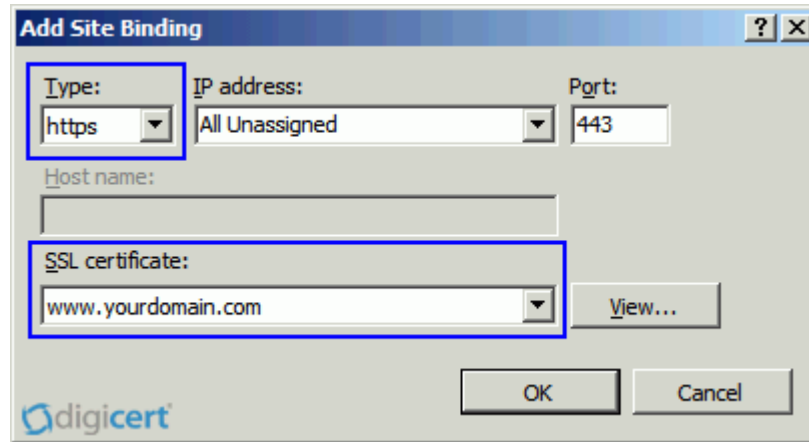 Add Site Binding
Type: IP address: Port:
https All Unassigned 443
Host name:
SSL certificate:
www.yourdomain.com View...
OK Cancel
digicert